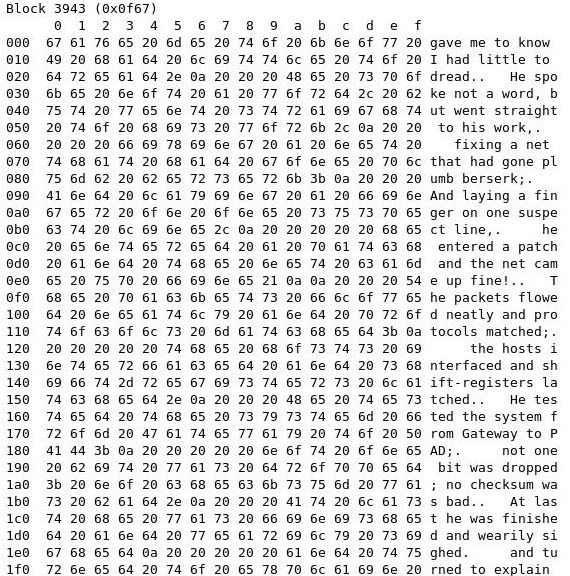 Block 3943 (0x0f67)
0 1 2 3 4 5 6 7 8 9 a b c d e f
000 67 61 76 65 20 6d 65 20 74 6f 20 6b 6e 6f 77 20 gave me to know
010 49 20 68 61 64 20 6c 69 74 74 6c 65 20 74 6f 20 I had little to
020 64 72 65 61 64 2e 0a 20 20 20 48 65 20 73 70 6f dread..   He spo
030 6b 65 20 6e 6f 74 20 61 20 77 6f 72 64 2c 20 62 ke not a word, b
040 75 74 20 77 65 6e 74 20 73 74 72 61 69 67 68 74 ut went straight
050 20 74 6f 20 68 69 73 20 77 6f 72 6b 2c 0a 20 20  to his work,.
060 20 20 20 66 69 78 69 6e 67 20 61 20 6e 65 74 20    fixing a net
070 74 68 61 74 20 68 61 64 20 67 6f 6e 65 20 70 6c that had gone pl
080 75 6d 62 20 62 65 72 73 65 72 6b 3b 0a 20 20 20 umb berserk;.
090 41 6e 64 20 6c 61 79 69 6e 67 20 61 20 66 69 6e And laying a fin
0a0 67 65 72 20 6f 6e 20 6f 6e 65 20 73 75 73 70 65 ger on one suspe
0b0 63 74 20 6c 69 6e 65 2c 0a 20 20 20 20 20 68 65 ct line,.     he
0c0 20 65 6e 74 65 72 65 64 20 61 20 70 61 74 63 68  entered a patch
0d0 20 61 6e 64 20 74 68 65 20 6e 65 74 20 63 61 6d  and the net cam
0e0 65 20 75 70 20 66 69 6e 65 21 0a 0a 20 20 20 54 e up fine!..   T
0f0 68 65 20 70 61 63 6b 65 74 73 20 66 6c 6f 77 65 he packets flowe
100 64 20 6e 65 61 74 6c 79 20 61 6e 64 20 70 72 6f d neatly and pro
110 74 6f 63 6f 6c 73 20 6d 61 74 63 68 65 64 3b 0a tocols matched;.
120 20 20 20 20 20 74 68 65 20 68 6f 73 74 73 20 69      the hosts i
130 6e 74 65 72 66 61 63 65 64 20 61 6e 64 20 73 68 nterfaced and sh
140 69 66 74 2d 72 65 67 69 73 74 65 72 73 20 6c 61 ift-registers la
150 74 63 68 65 64 2e 0a 20 20 20 48 65 20 74 65 73 tched..   He tes
160 74 65 64 20 74 68 65 20 73 79 73 74 65 6d 20 66 ted the system f
170 72 6f 6d 20 47 61 74 65 77 61 79 20 74 6f 20 50 rom Gateway to P
180 41 44 3b 0a 20 20 20 20 20 6e 6f 74 20 6f 6e 65 AD;.     not one
190 20 62 69 74 20 77 61 73 20 64 72 6f 70 70 65 64  bit was dropped
1a0 3b 20 6e 6f 20 63 68 65 63 6b 73 75 6d 20 77 61 ; no checksum wa
1b0 73 20 62 61 64 2e 0a 20 20 20 41 74 20 6c 61 73 s bad..   At las
1c0 74 20 68 65 20 77 61 73 20 66 69 6e 69 73 68 65 t he was finishe
1d0 64 20 61 6e 64 20 77 65 61 72 69 6c 79 20 73 69 d and wearily si
1e0 67 68 65 64 0a 20 20 20 20 20 61 6e 64 20 74 75 ghed.     and tu
1f0 72 6e 65 64 20 74 6f 20 65 78 70 6c 61 69 6e 20 rned to explain